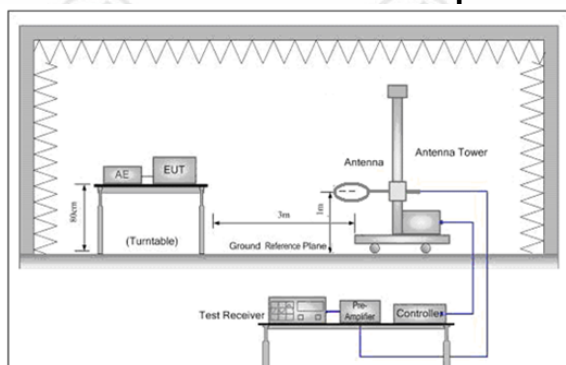 Antenna Tower
Antenna
EUT
AE
80cm
1m
3m
(Turntable)
Ground Reference Plane
Test Receiver
Pre-
Amplifier
Controller